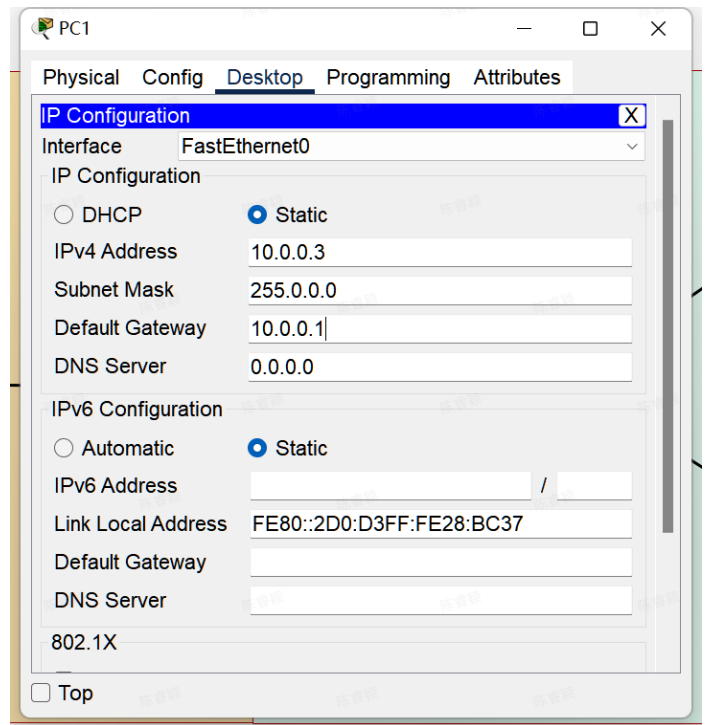 PC1
Physical Config Desktop Programming Attributes
IP Configuration X
Interface FastEthernet0
IP Configuration
DHCP Static
IPv4 Address 10.0.0.3
Subnet Mask 255.0.0.0
Default Gateway 10.0.0.1
DNS Server 0.0.0.0
IPv6 Configuration
Automatic Static
IPv6 Address /
Link Local Address FE80::2D0:D3FF:FE28:BC37
Default Gateway
DNS Server
802.1X
Top